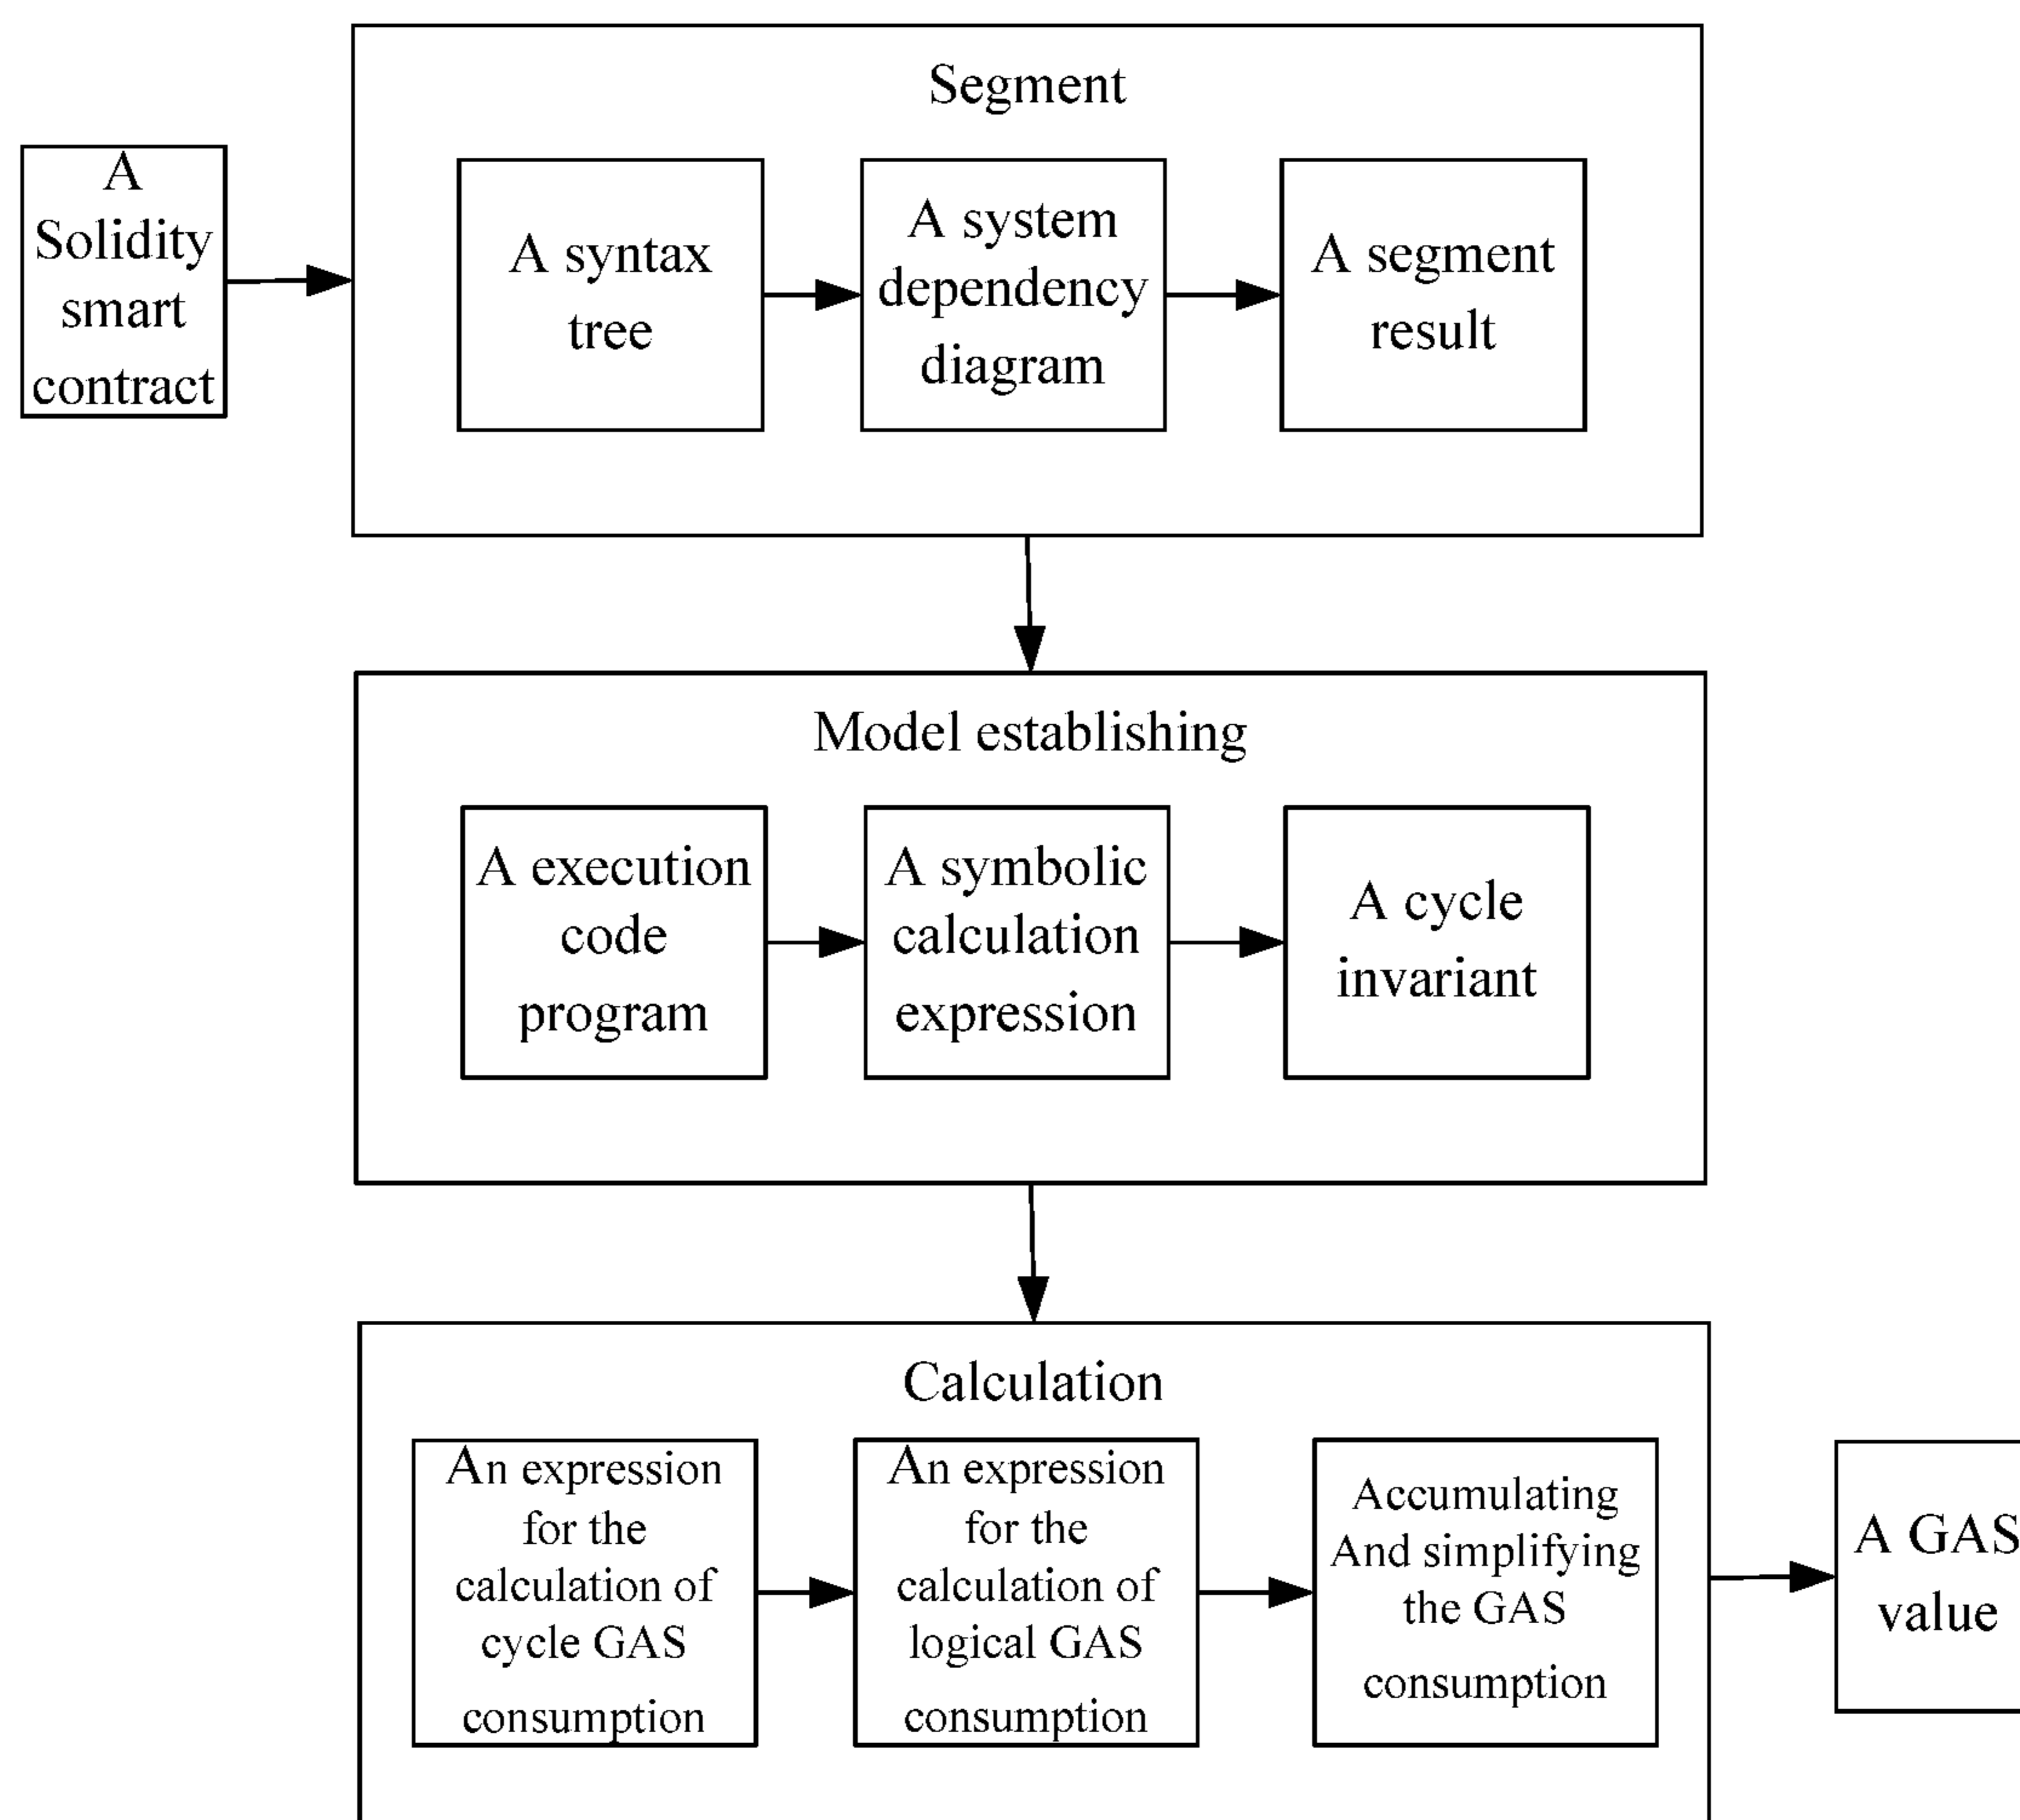 A
Solidity
smart
contract
Segment
A syntax
tree
A system
dependency
diagram
A segment
result
Model establishing
A execution
code
program
A symbolic
calculation
expression
A cycle
invariant
Calculation
An expression
for the
calculation of
cycle GAS
consumption
An expression
for the
calculation of
logical GAS
consumption
Accumulating
And simplifying
the GAS
consumption
A GAS
value